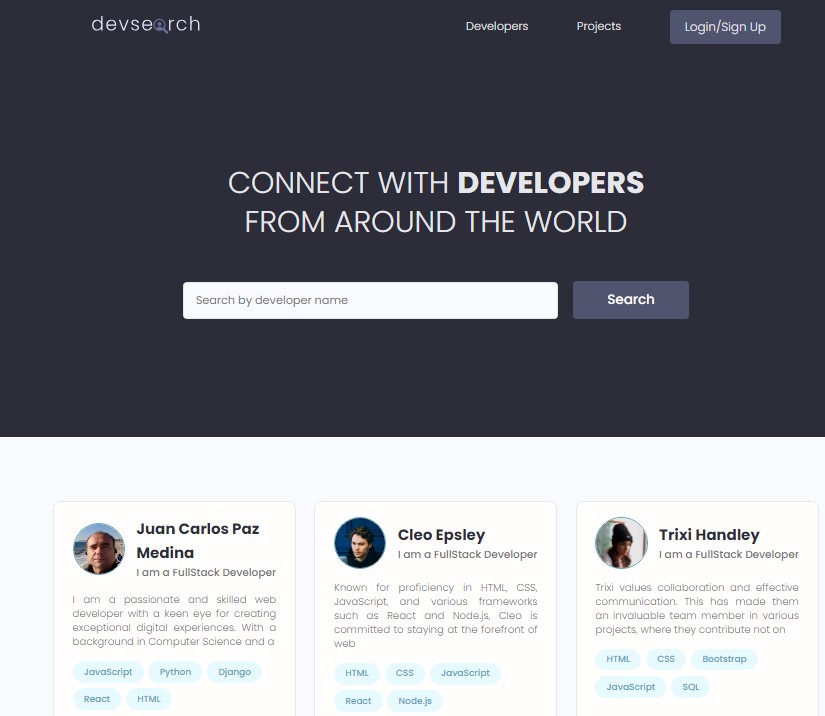 devsearch
Developers
Projects
Login/Sign Up
CONNECT WITH DEVELOPERS
FROM AROUND THE WORLD
Search by developer name
Search
Juan Carlos Paz
Medina
I am a FullStack Developer
I am a passionate and skilled web
developer with a keen eye for creating
exceptional digital experiences. With a
background in Computer Science and a
JavaScript
Python
Django
React
HTML
Cleo Epsley
I am a FullStack Developer
Known for proficiency in HTML, CSS,
JavaScript, and various frameworks
such as React and Node.js, Cleo is
committed to staying at the forefront of
web
HTML
CSS
JavaScript
React
Node.js
Trixi Handley
I am a FullStack Developer
Trixi values collaboration and effective
communication. This has made them
an invaluable team member in various
projects, where they contribute not on
HTML
CSS
Bootstrap
JavaScript
SQL